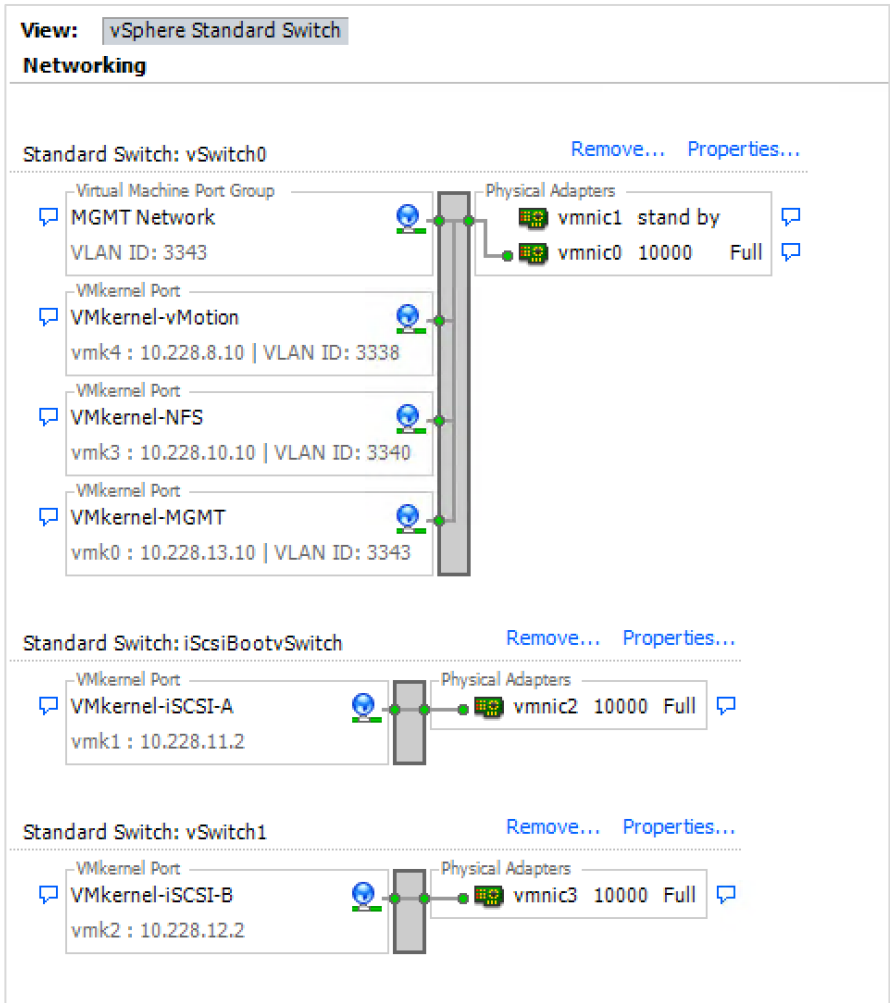 View: vSphere Standard Switch
Networking
Standard Switch: vSwitch0 Remove... Properties...
Virtual Machine Port Group
MGMT Network
VLAN ID: 3343
Physical Adapters
vmnic1 stand by
vmnic0 10000 Full
VMkernel Port
VMkernel-vMotion
vmk4 : 10.228.8.10 | VLAN ID: 3338
VMkernel Port
VMkernel-NFS
vmk3 : 10.228.10.10 | VLAN ID: 3340
VMkernel Port
VMkernel-MGMT
vmk0 : 10.228.13.10 | VLAN ID: 3343
Standard Switch: iScsiBootvSwitch Remove... Properties...
VMkernel Port
VMkernel-iSCSI-A
vmk1 : 10.228.11.2
Physical Adapters
vmnic2 10000 Full
Standard Switch: vSwitch1 Remove... Properties...
VMkernel Port
VMkernel-iSCSI-B
vmk2 : 10.228.12.2
Physical Adapters
vmnic3 10000 Full